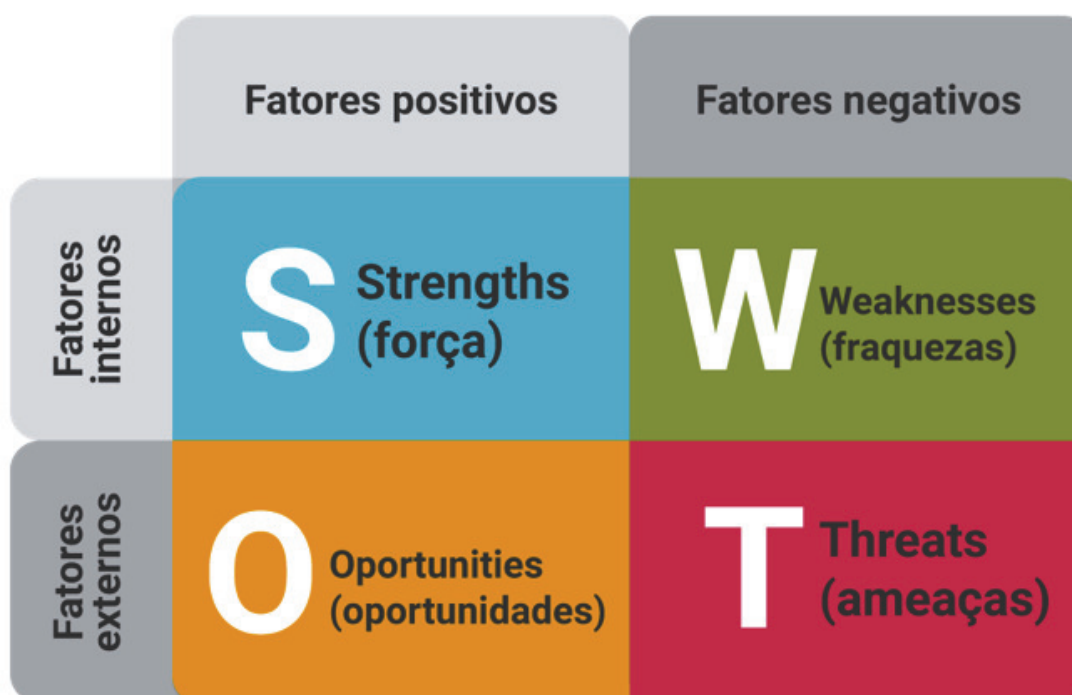 Fatores positivos
Fatores negativos
Fatores
internos
S
Strengths
(força)
W
Weaknesses
(fraquezas)
Fatores
externos
O
Oportunities
(oportunidades)
T
Threats
(ameaças)